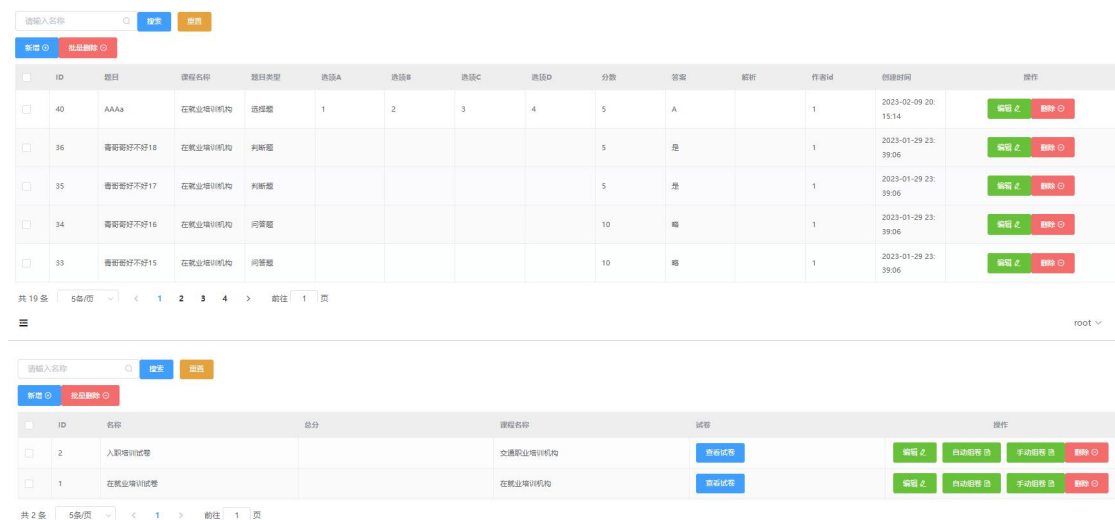 请输入名称 搜索 重置
新增 批量删除
ID 题目 课程名称 题目类型 选项A 选项B 选项C 选项D 分数 答案 解析 作者id 创建时间 操作
40 AAAa 在就业培训机构 选择题 1 2 3 4 5 A 1 2023-02-09 20:15:14 编辑 删除
36 青哥哥好不好18 在就业培训机构 判断题 5 是 1 2023-01-29 23:39:06 编辑 删除
35 青哥哥好不好17 在就业培训机构 判断题 5 是 1 2023-01-29 23:39:06 编辑 删除
34 青哥哥好不好16 在就业培训机构 问答题 10 略 1 2023-01-29 23:39:06 编辑 删除
33 青哥哥好不好15 在就业培训机构 问答题 10 略 1 2023-01-29 23:39:06 编辑 删除
共 19 条 5条/页 < 1 2 3 4 > 前往 1 页
root
请输入名称 搜索 重置
新增 批量删除
ID 名称 总分 课程名称 试卷 操作
2 入职培训试卷 交通职业培训机构 查看试卷 编辑 自动组卷 手动组卷 删除
1 在就业培训试卷 在就业培训机构 查看试卷 编辑 自动组卷 手动组卷 删除
共 2 条 5条/页 < 1 > 前往 1 页